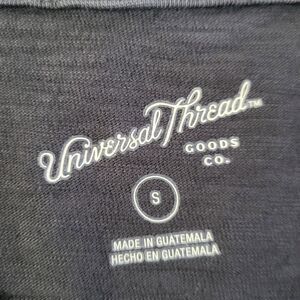 Universal Thread™
GOODS
CO.
S
MADE IN GUATEMALA
HECHO EN GUATEMALA